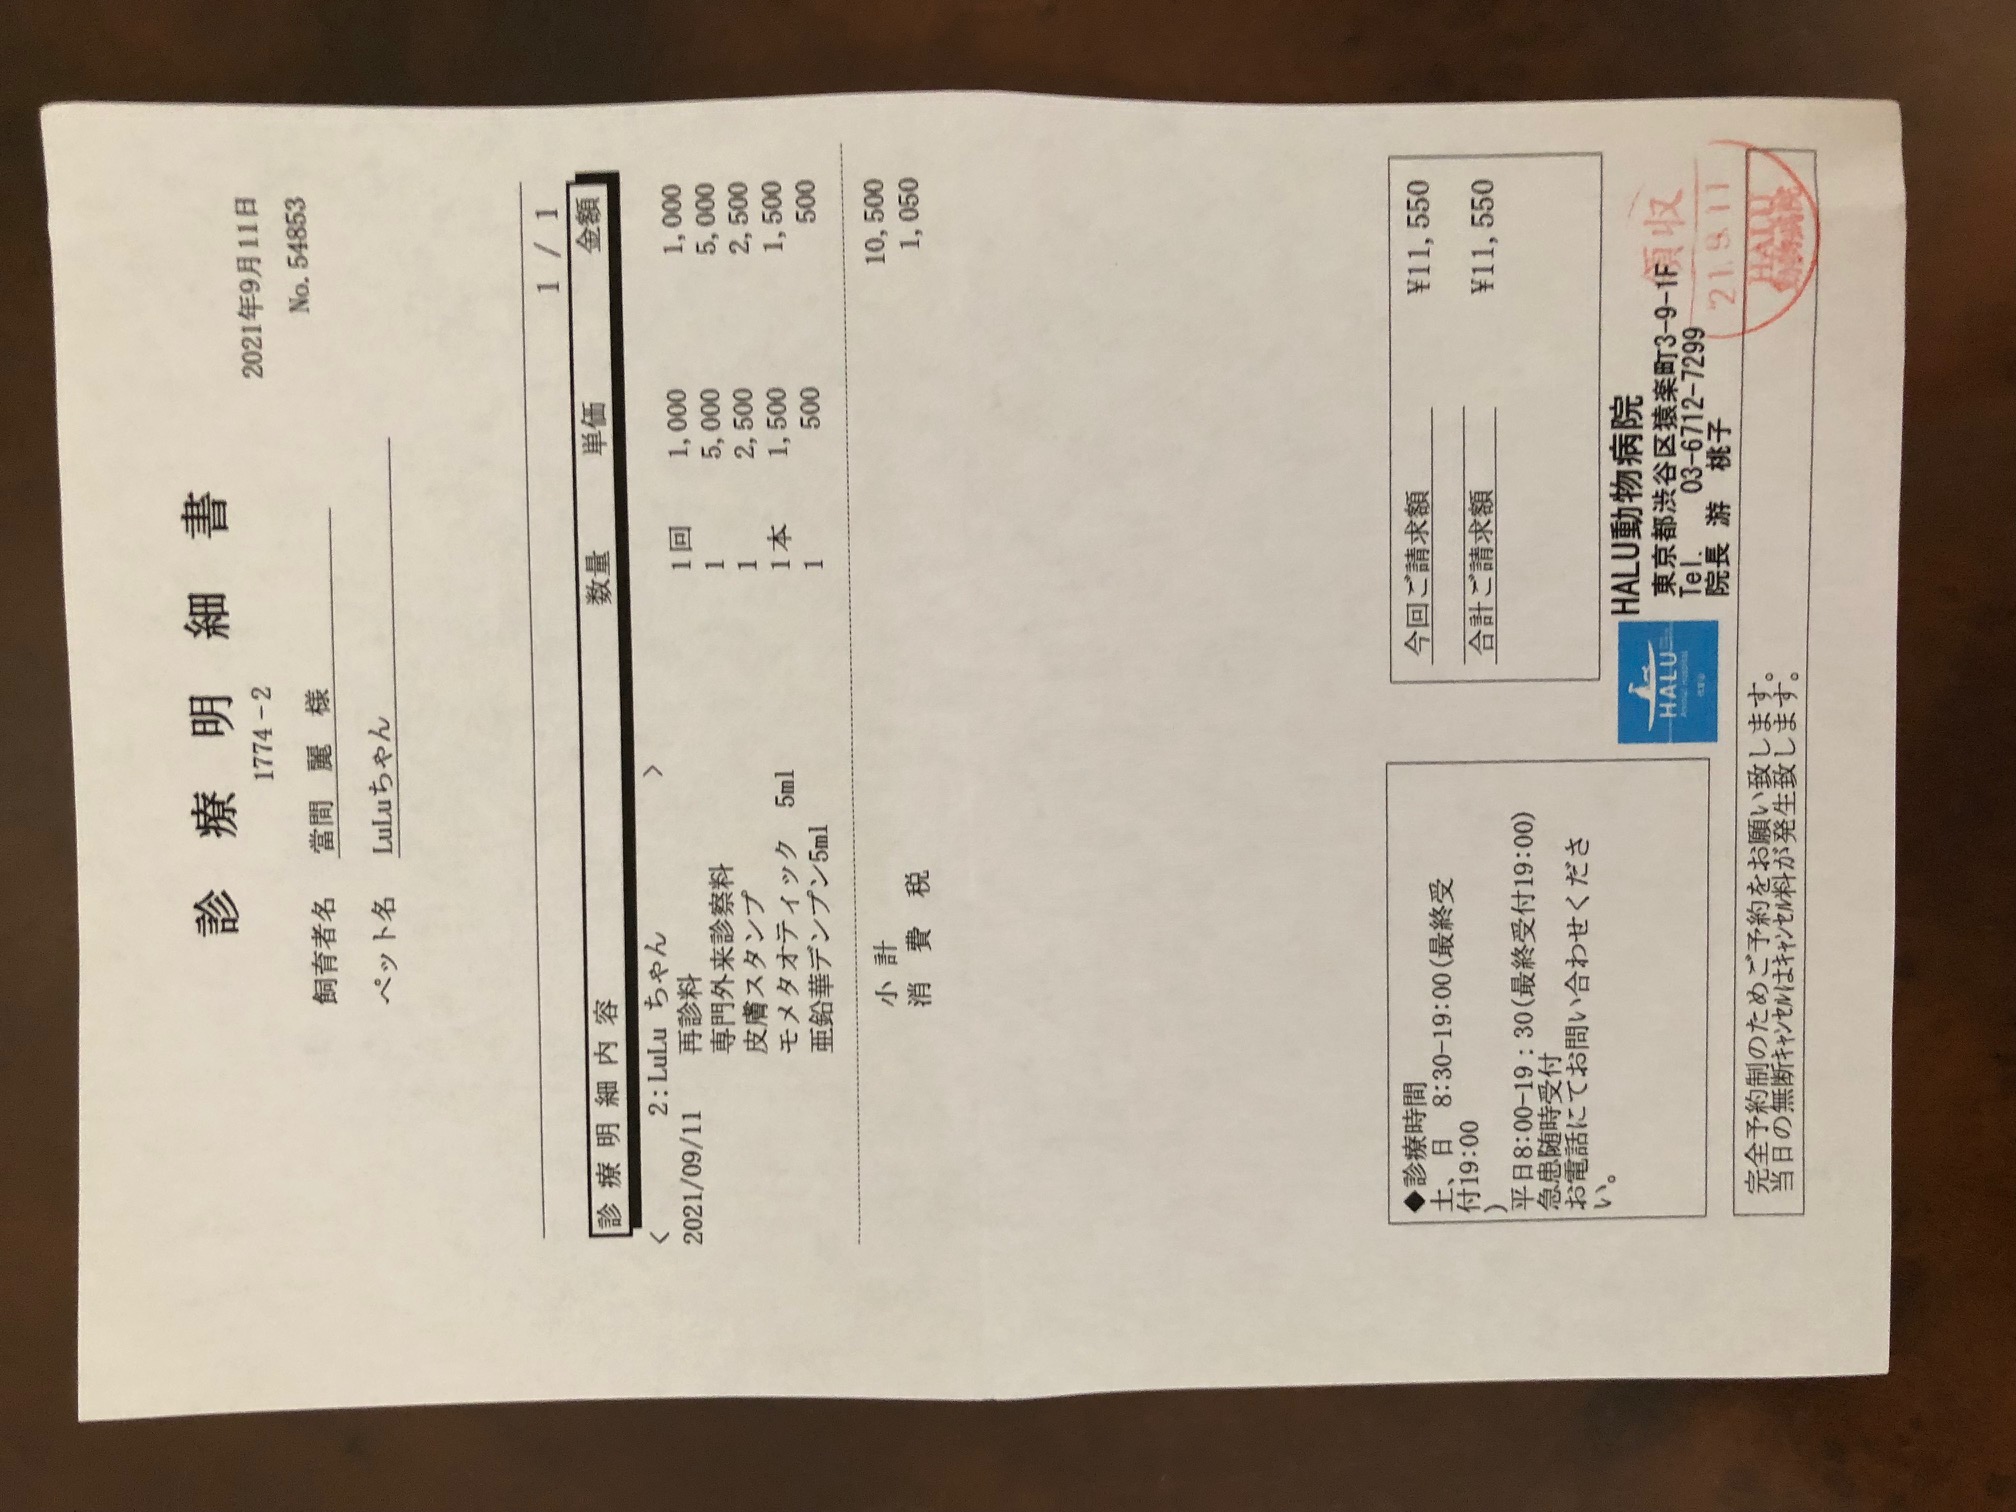 診療明細書
1774-2
2021年9月11日
No. 54853
飼育者名 當間 麗 様
ペット名 LuLuちゃん
1 / 1
診療明細内容 数量 単価 金額
< 2:LuLu ちゃん >
2021/09/11 再診料 1回 1,000 1,000
専門外来診察料 1 5,000 5,000
皮膚スタンプ 1 2,500 2,500
モメタオティック 5ml 1本 1,500 1,500
亜鉛華デンプン5ml 1 500 500
小計 10,500
消費税 1,050
◆診療時間
土、日 8:30-19:00(最終受
付19:00
)
平日8:00-19：30(最終受付19:00)
急患随時受付
お電話にてお問い合わせくださ
い。
今回ご請求額 ¥11,550
合計ご請求額 ¥11,550
HALU
HALU動物病院
東京都渋谷区猿楽町3-9-1F
Tel. 03-6712-7299
院長 游 桃子
領収
'21.9.11
HALU
動物病院
完全予約制のためご予約をお願い致します。
当日の無断ｷｬﾝｾﾙはｷｬﾝｾﾙ料が発生致します。